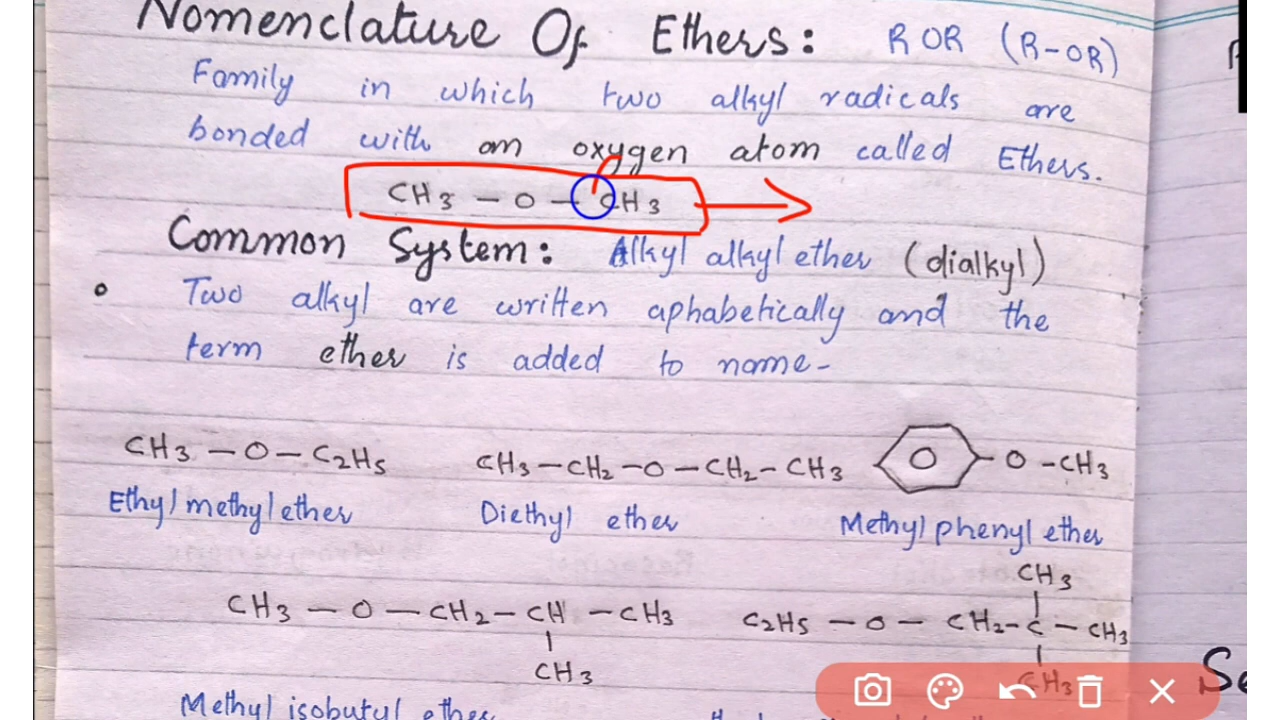 Nomenclature Of Ethers: ROR (R-OR)
Family in which two alkyl radicals are
bonded with an oxygen atom called Ethers.
CH3 - O - CH3
Common System: Alkyl alkyl ether (dialkyl)
• Two alkyl are written aphabetically and the
term ether is added to name-
CH3 - O - C2H5 CH3 - CH2 - O - CH2 - CH3 O - CH3
Ethyl methyl ether Diethyl ether Methyl phenyl ether
CH3
CH3 - O - CH2 - CH - CH3 C2H5 - O - CH2 - C - CH3
CH3 CH3
Methyl isobutyl ether